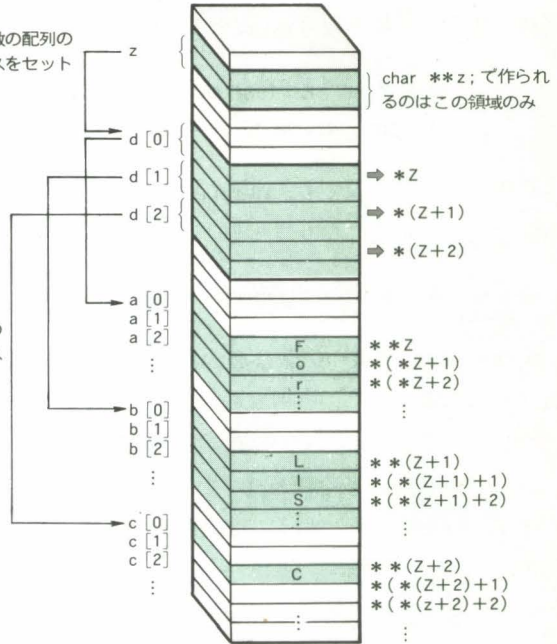 数の配列の
スをセット
z
char **z; で作られ
るのはこの領域のみ
d [0]
d [1]
d [2]
⇒ *Z
⇒ *(Z+1)
⇒ *(Z+2)
a [0]
a [1]
a [2]
⋮
F
o
r
⋮
**Z
*(*Z+1)
*(*Z+2)
⋮
b [0]
b [1]
b [2]
⋮
L
I
S
⋮
**(Z+1)
*(*(Z+1)+1)
*(*(z+1)+2)
⋮
c [0]
c [1]
c [2]
⋮
C
⋮
**(Z+2)
*(*(Z+2)+1)
*(*(z+2)+2)
⋮